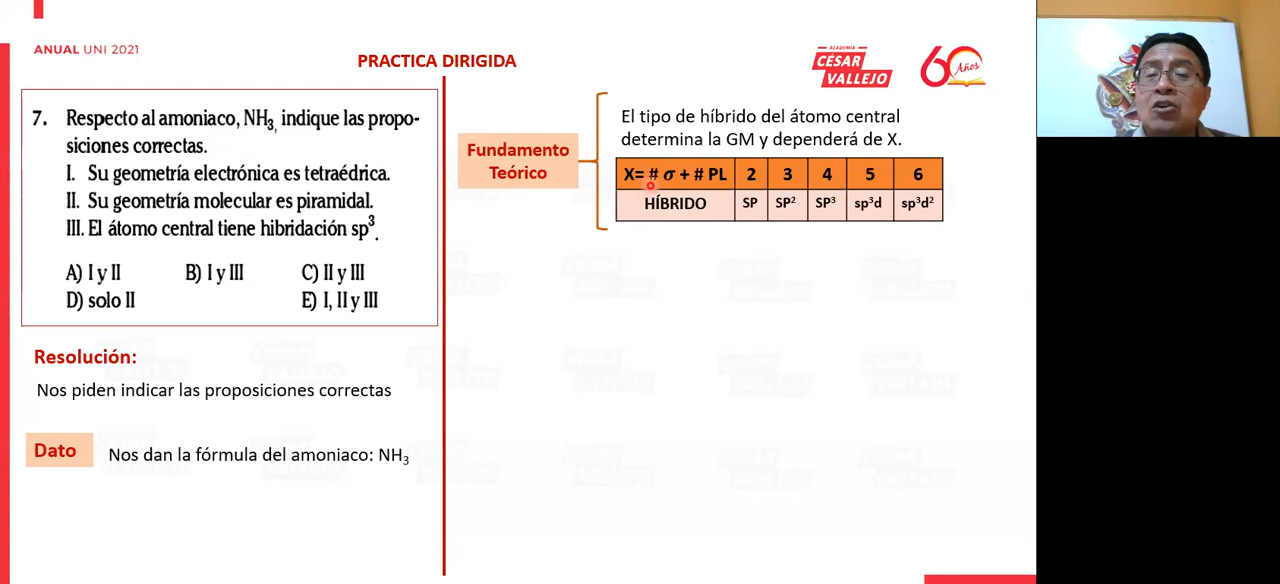 ANUAL UNI 2021
PRACTICA DIRIGIDA
ACADEMIA
CÉSAR
VALLEJO
60 Años
7. Respecto al amoniaco, NH₃, indique las propo-
siciones correctas.
I. Su geometría electrónica es tetraédrica.
II. Su geometría molecular es piramidal.
III. El átomo central tiene hibridación sp³.
A) I y II B) I y III C) II y III
D) solo II E) I, II y III
Resolución:
Nos piden indicar las proposiciones correctas
Dato Nos dan la fórmula del amoniaco: NH₃
Fundamento
Teórico
El tipo de híbrido del átomo central
determina la GM y dependerá de X.
X= # σ + # PL 2 3 4 5 6
HÍBRIDO SP SP² SP³ sp³d sp³d²